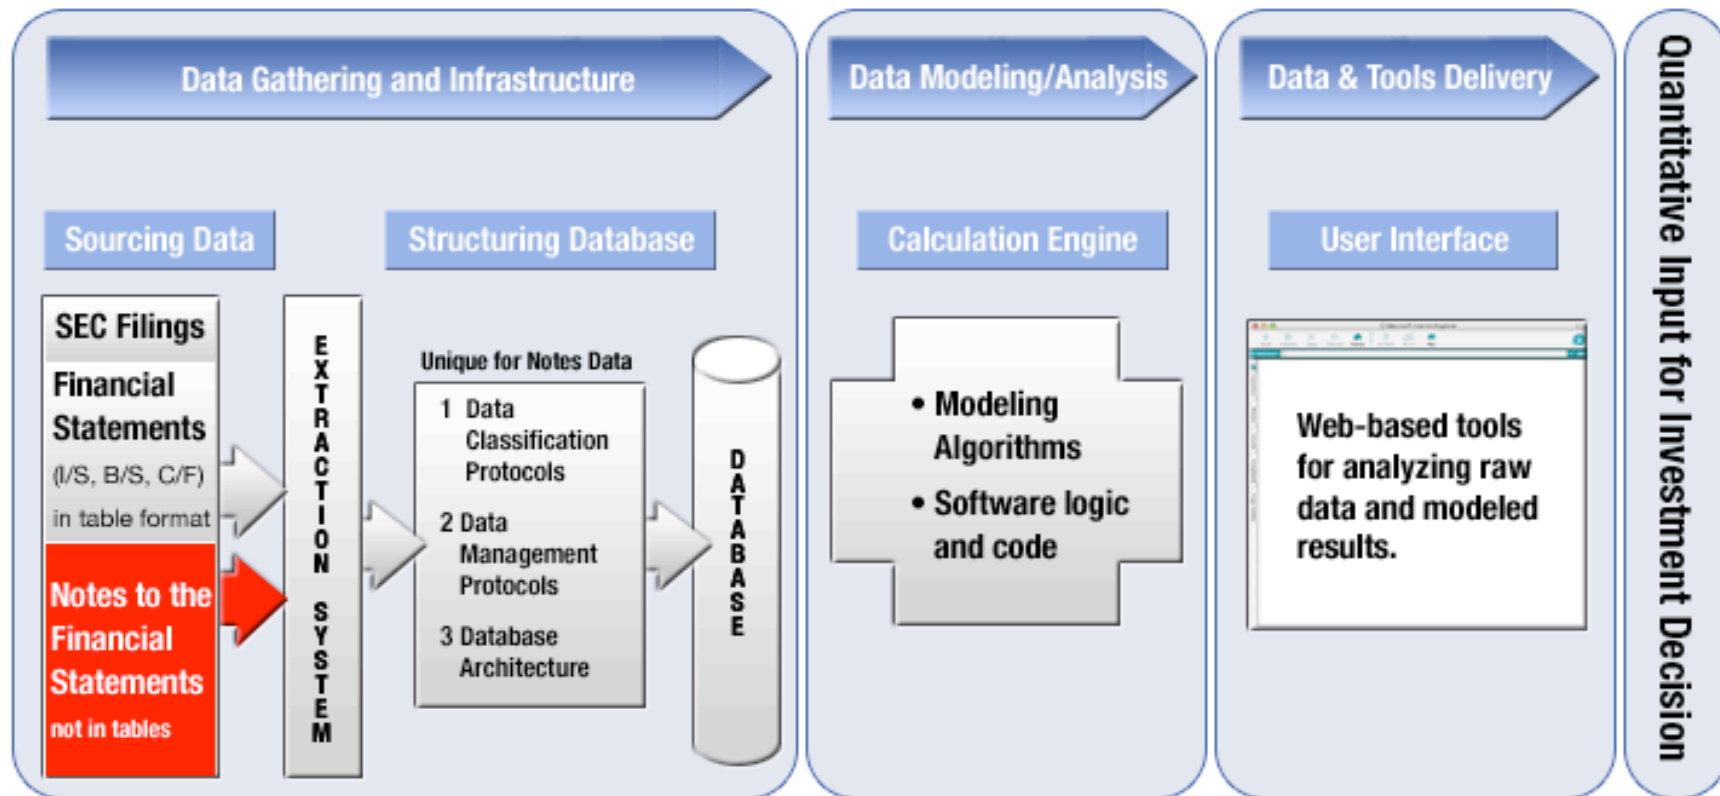 Data Gathering and Infrastructure
Data Modeling/Analysis
Data & Tools Delivery
Quantitative Input for Investment Decision
Sourcing Data
Structuring Database
Calculation Engine
User Interface
SEC Filings
Financial
Statements
(I/S, B/S, C/F)
in table format
Notes to the
Financial
Statements
not in tables
EXTRACTION SYSTEM
Unique for Notes Data
1 Data
Classification
Protocols
2 Data
Management
Protocols
3 Database
Architecture
DATABASE
• Modeling
Algorithms
• Software logic
and code
Web-based tools
for analyzing raw
data and modeled
results.